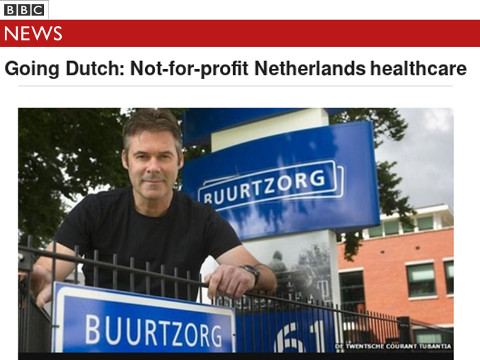 BBC
NEWS
Going Dutch: Not-for-profit Netherlands healthcare
BUURTZORG
BUURTZORG
61
DE TWENTSCHE COURANT TUBANTIA